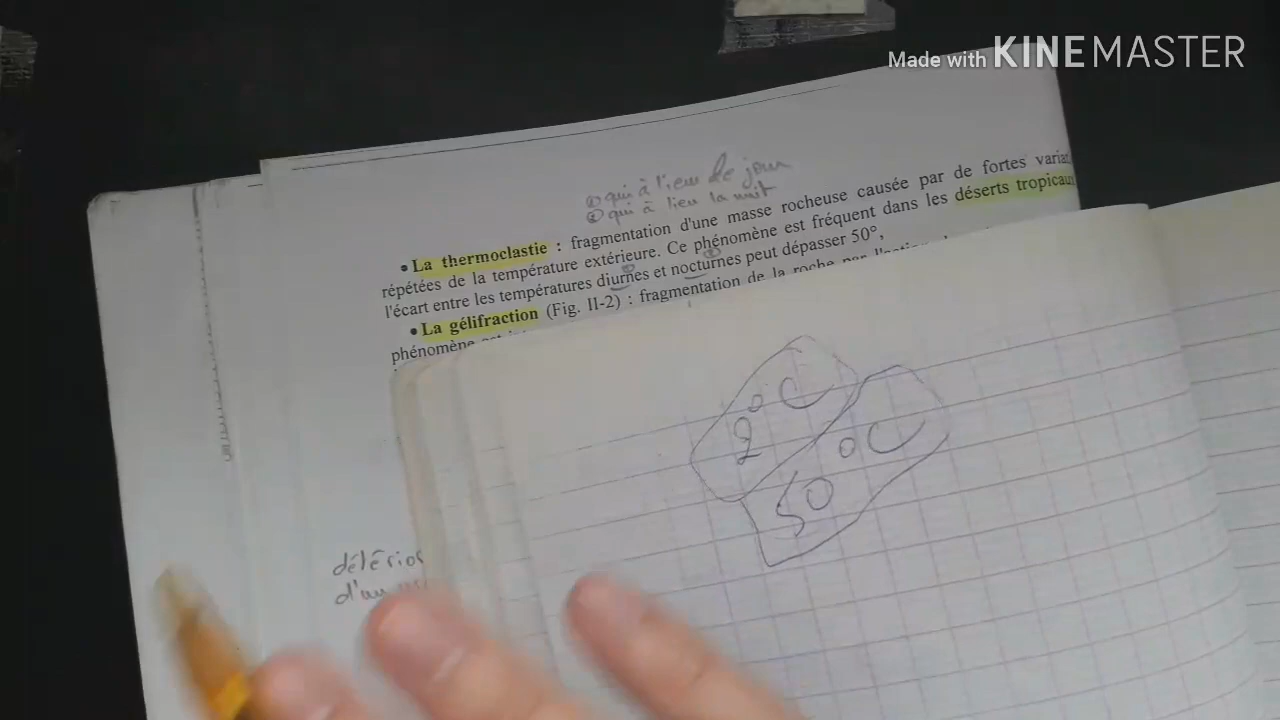 Made with KINEMASTER
① qui à lieu le jour
② qui à lieu la nuit
• La thermoclastie : fragmentation d'une masse rocheuse causée par de fortes variat
répétées de la température extérieure. Ce phénomène est fréquent dans les déserts tropicaux
l'écart entre les températures diurnes et nocturnes peut dépasser 50°,
• La gélifraction (Fig. II-2) : fragmentation de la roche par l'action
phénomène est
2 °C
50 °C
détérior
d'un